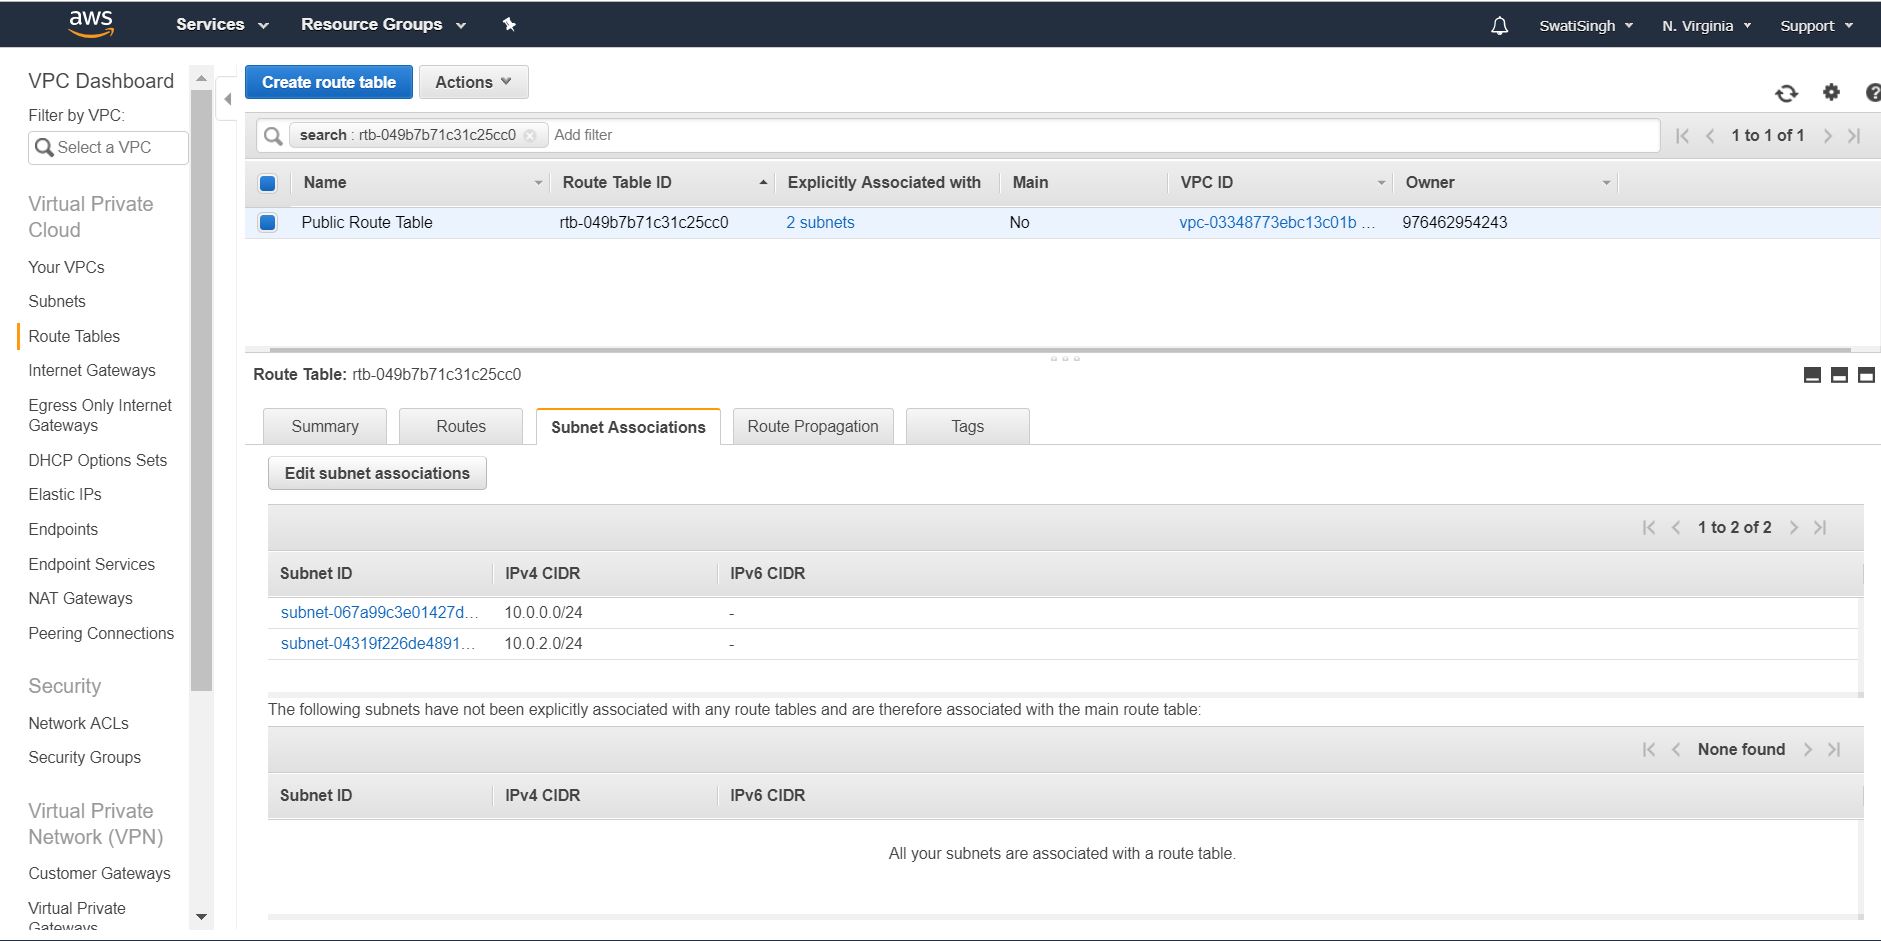 aws Services Resource Groups SwatiSingh N. Virginia Support
VPC Dashboard
Filter by VPC:
Select a VPC
Virtual Private
Cloud
Your VPCs
Subnets
Route Tables
Internet Gateways
Egress Only Internet
Gateways
DHCP Options Sets
Elastic IPs
Endpoints
Endpoint Services
NAT Gateways
Peering Connections
Security
Network ACLs
Security Groups
Virtual Private
Network (VPN)
Customer Gateways
Virtual Private
Gateways
Create route table Actions
search : rtb-049b7b71c31c25cc0 Add filter 1 to 1 of 1
Name Route Table ID Explicitly Associated with Main VPC ID Owner
Public Route Table rtb-049b7b71c31c25cc0 2 subnets No vpc-03348773ebc13c01b ... 976462954243
Route Table: rtb-049b7b71c31c25cc0
Summary Routes Subnet Associations Route Propagation Tags
Edit subnet associations
1 to 2 of 2
Subnet ID IPv4 CIDR IPv6 CIDR
subnet-067a99c3e01427d... 10.0.0.0/24 -
subnet-04319f226de4891... 10.0.2.0/24 -
The following subnets have not been explicitly associated with any route tables and are therefore associated with the main route table:
None found
Subnet ID IPv4 CIDR IPv6 CIDR
All your subnets are associated with a route table.